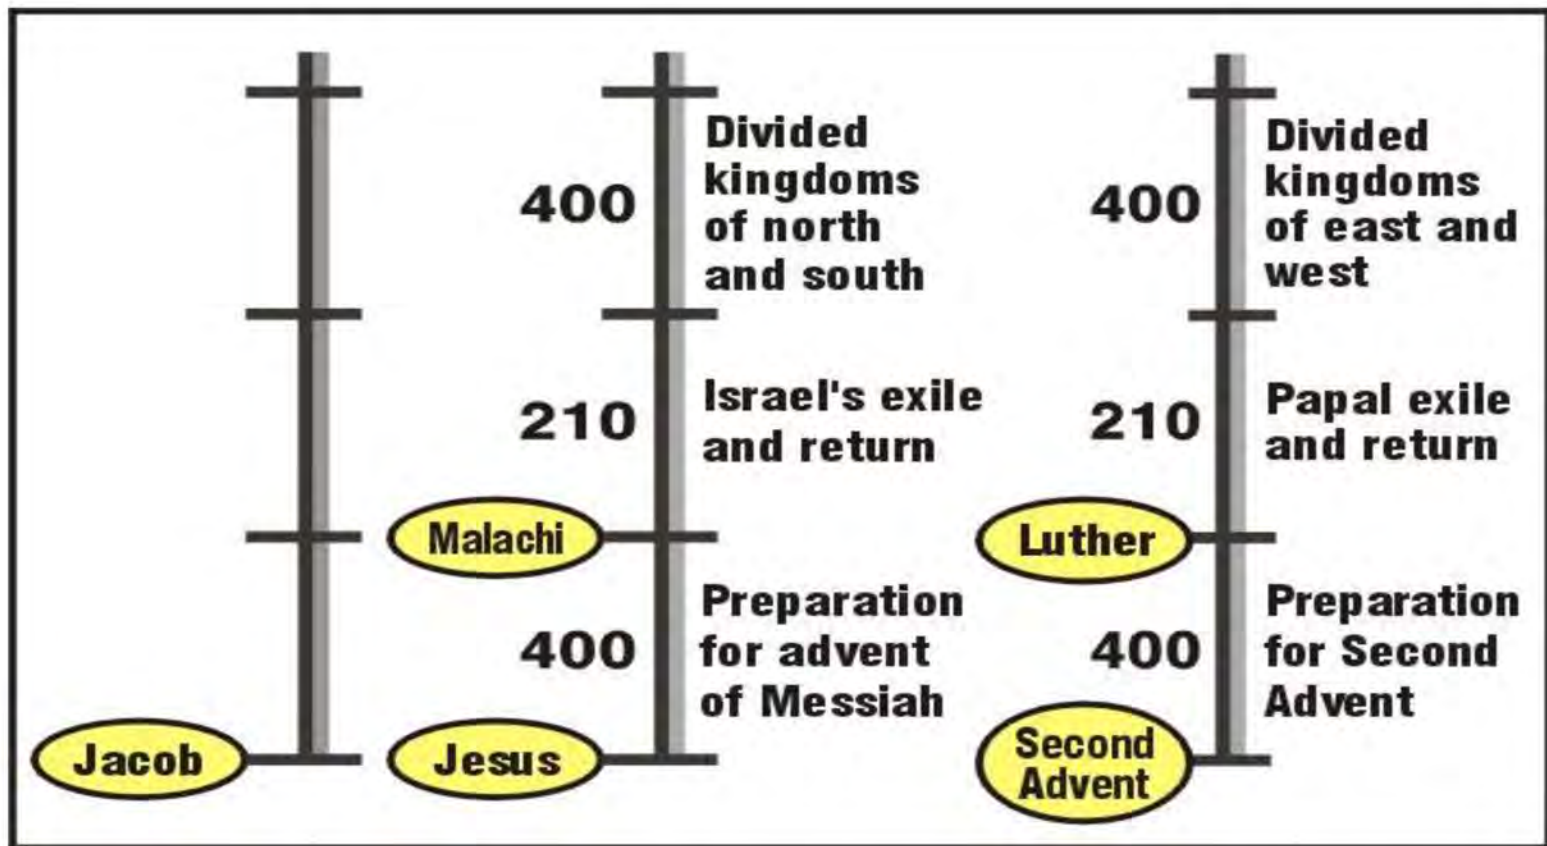 400
Divided
kingdoms
of north
and south
210
Israel's exile
and return
Malachi
400
Preparation
for advent
of Messiah
Jacob
Jesus
400
Divided
kingdoms
of east and
west
210
Papal exile
and return
Luther
400
Preparation
for Second
Advent
Second
Advent